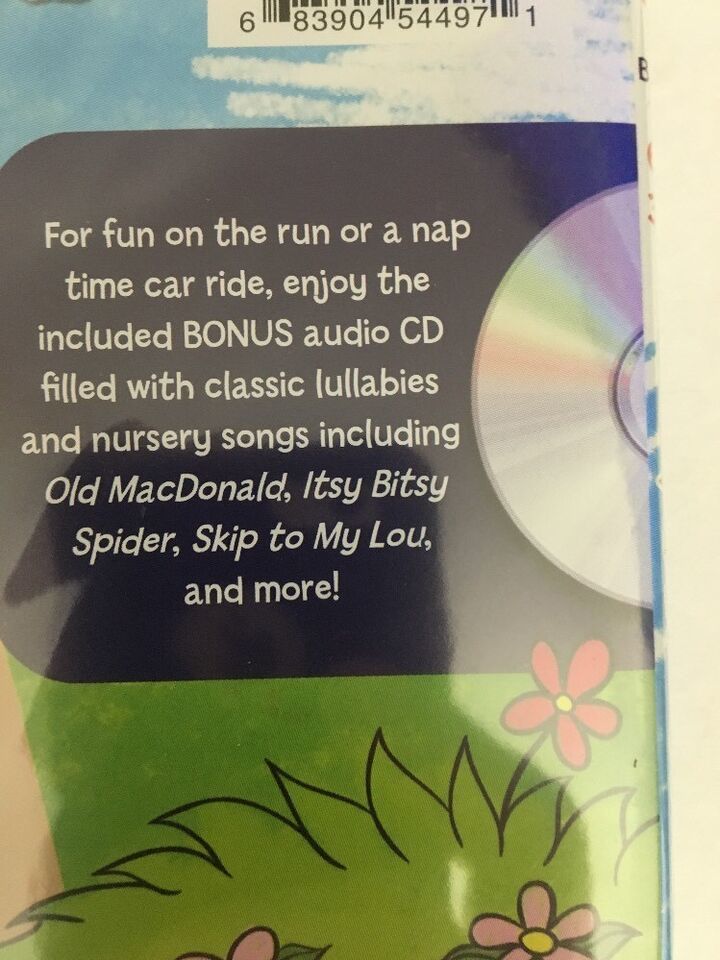 6 83904 54497 1
B
For fun on the run or a nap
time car ride, enjoy the
included BONUS audio CD
filled with classic lullabies
and nursery songs including
Old MacDonald, Itsy Bitsy
Spider, Skip to My Lou,
and more!